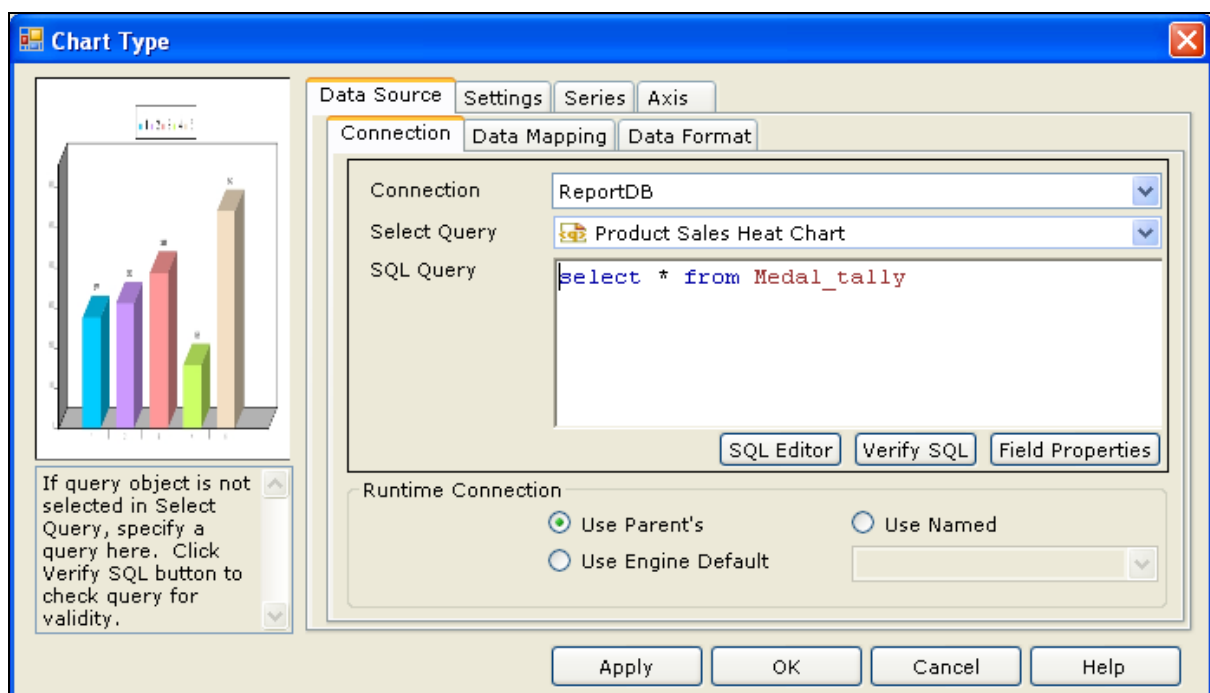 Chart Type
Data Source
Settings
Series
Axis
Connection
Data Mapping
Data Format
Connection
ReportDB
Select Query
Product Sales Heat Chart
SQL Query
select * from Medal_tally
SQL Editor
Verify SQL
Field Properties
If query object is not
selected in Select
Query, specify a
query here. Click
Verify SQL button to
check query for
validity.
Runtime Connection
Use Parent's
Use Named
Use Engine Default
Apply
OK
Cancel
Help